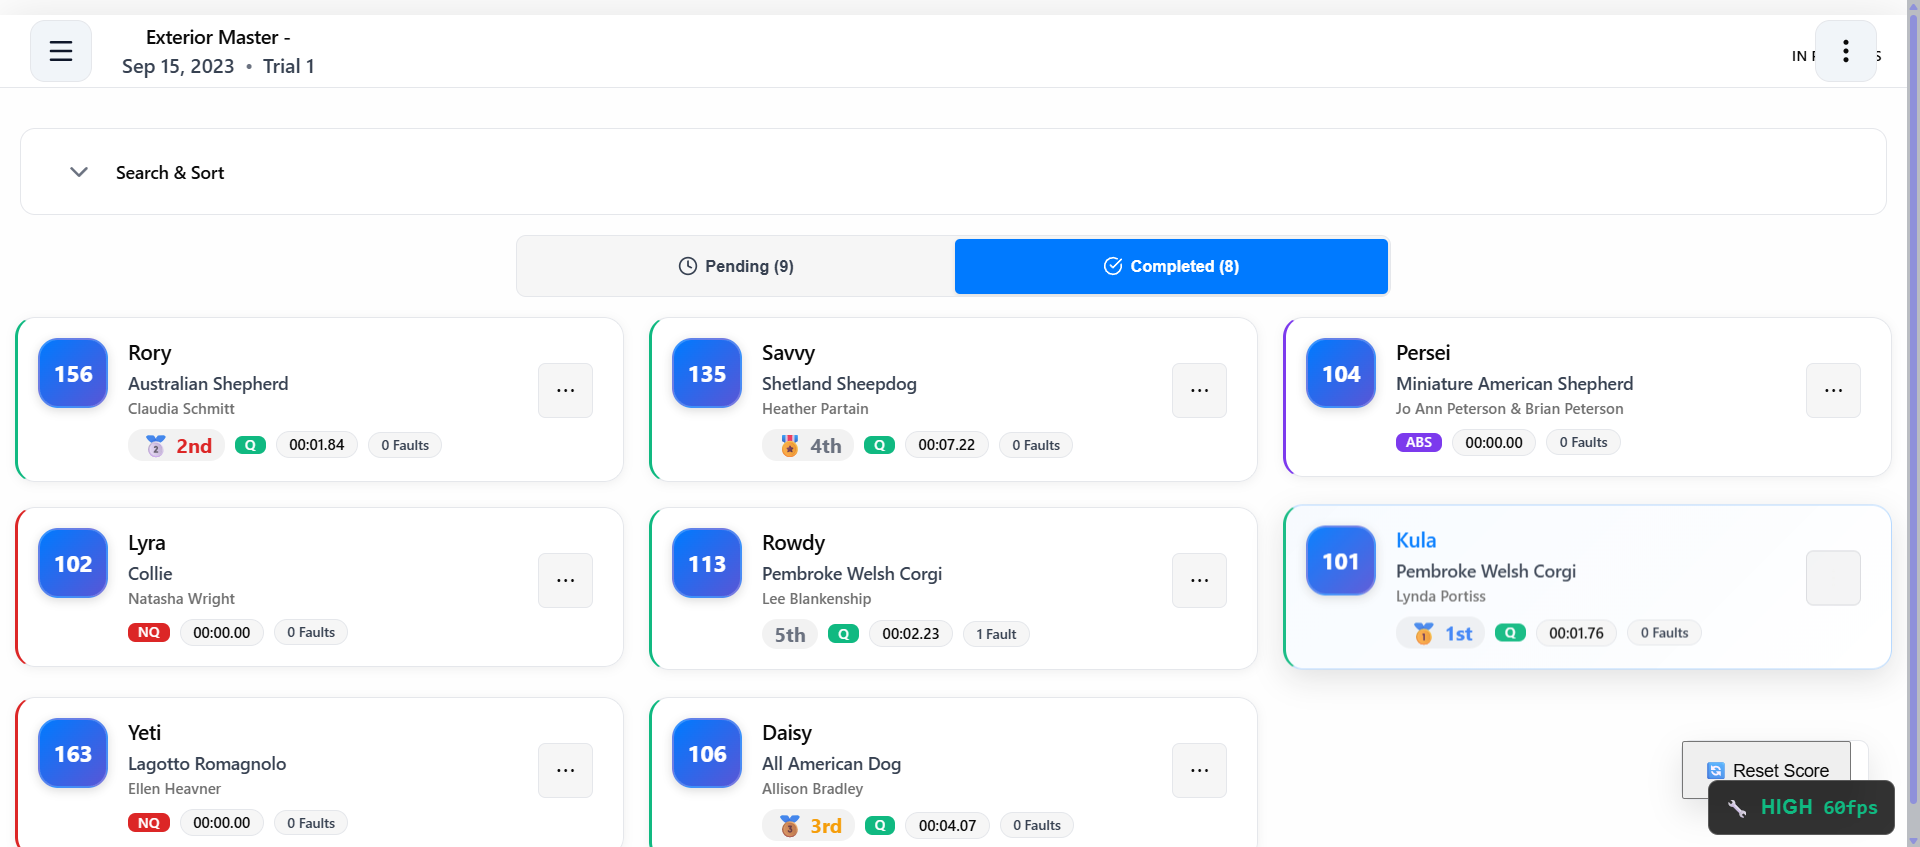 Exterior Master -
Sep 15, 2023 • Trial 1
IN
Search & Sort
Pending (9)
Completed (8)
156
Rory
Australian Shepherd
Claudia Schmitt
2 2nd Q 00:01.84 0 Faults
...
135
Savvy
Shetland Sheepdog
Heather Partain
4th Q 00:07.22 0 Faults
...
104
Persei
Miniature American Shepherd
Jo Ann Peterson & Brian Peterson
ABS 00:00.00 0 Faults
...
102
Lyra
Collie
Natasha Wright
NQ 00:00.00 0 Faults
...
113
Rowdy
Pembroke Welsh Corgi
Lee Blankenship
5th Q 00:02.23 1 Fault
...
101
Kula
Pembroke Welsh Corgi
Lynda Portiss
1 1st Q 00:01.76 0 Faults
163
Yeti
Lagotto Romagnolo
Ellen Heavner
NQ 00:00.00 0 Faults
...
106
Daisy
All American Dog
Allison Bradley
3 3rd Q 00:04.07 0 Faults
...
Reset Score
HIGH 60fps